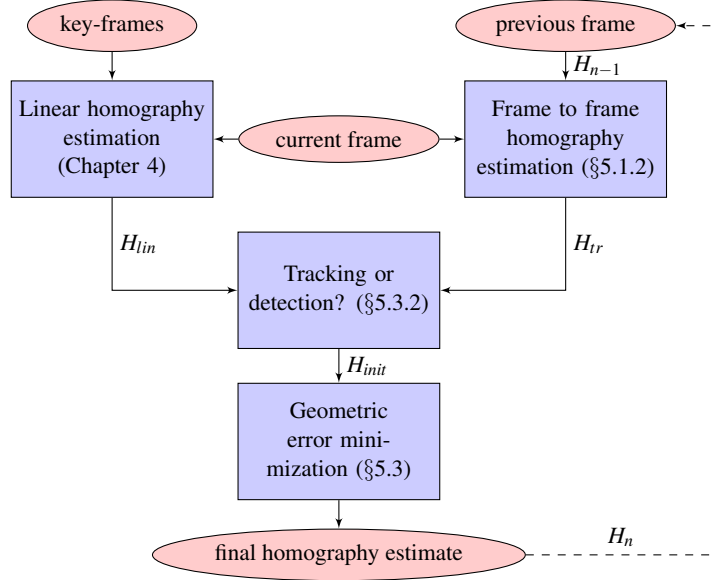 key-frames
previous frame
H_{n−1}
Linear homography
estimation
(Chapter 4)
current frame
Frame to frame
homography
estimation (§5.1.2)
H_{lin}
H_{tr}
Tracking or
detection? (§5.3.2)
H_{init}
Geometric
error mini-
mization (§5.3)
final homography estimate
H_n